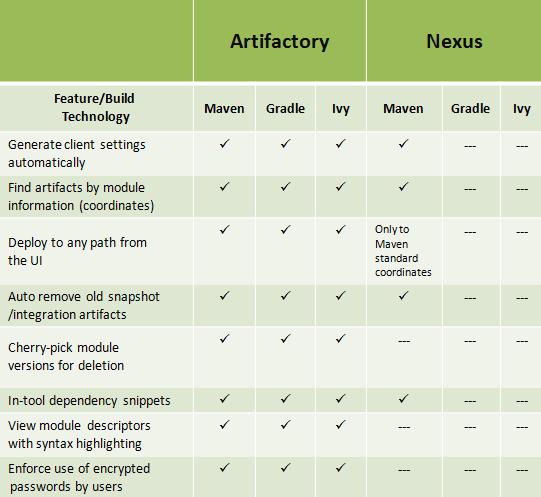 Artifactory Nexus
Feature/Build
Technology Maven Gradle Ivy Maven Gradle Ivy
Generate client settings
automatically ✓ ✓ ✓ ✓ --- ---
Find artifacts by module
information (coordinates) ✓ ✓ ✓ ✓ --- ---
Deploy to any path from
the UI ✓ ✓ ✓ Only to
Maven
standard
coordinates --- ---
Auto remove old snapshot
/integration artifacts ✓ ✓ ✓ ✓ --- ---
Cherry-pick module
versions for deletion ✓ ✓ ✓ --- --- ---
In-tool dependency snippets ✓ ✓ ✓ ✓ --- ---
View module descriptors
with syntax highlighting ✓ ✓ ✓ --- --- ---
Enforce use of encrypted
passwords by users ✓ ✓ ✓ --- --- ---